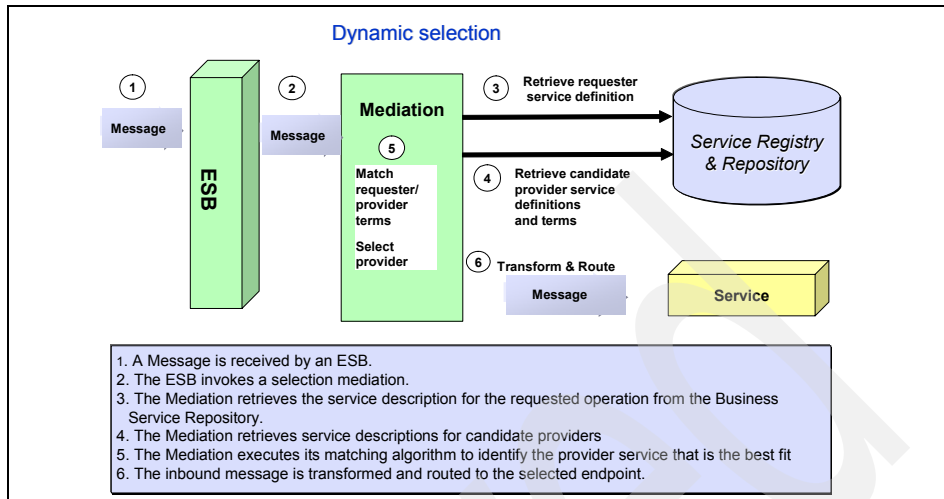 Dynamic selection
1
2
3
Retrieve requester
service definition
Message
ESB
Message
Mediation
5
Match
requester/
provider
terms
Select
provider
Service Registry
& Repository
4
Retrieve candidate
provider service
definitions
and terms
6
Transform & Route
Message
Service
1. A Message is received by an ESB.
2. The ESB invokes a selection mediation.
3. The Mediation retrieves the service description for the requested operation from the Business
Service Repository.
4. The Mediation retrieves service descriptions for candidate providers
5. The Mediation executes its matching algorithm to identify the provider service that is the best fit
6. The inbound message is transformed and routed to the selected endpoint.